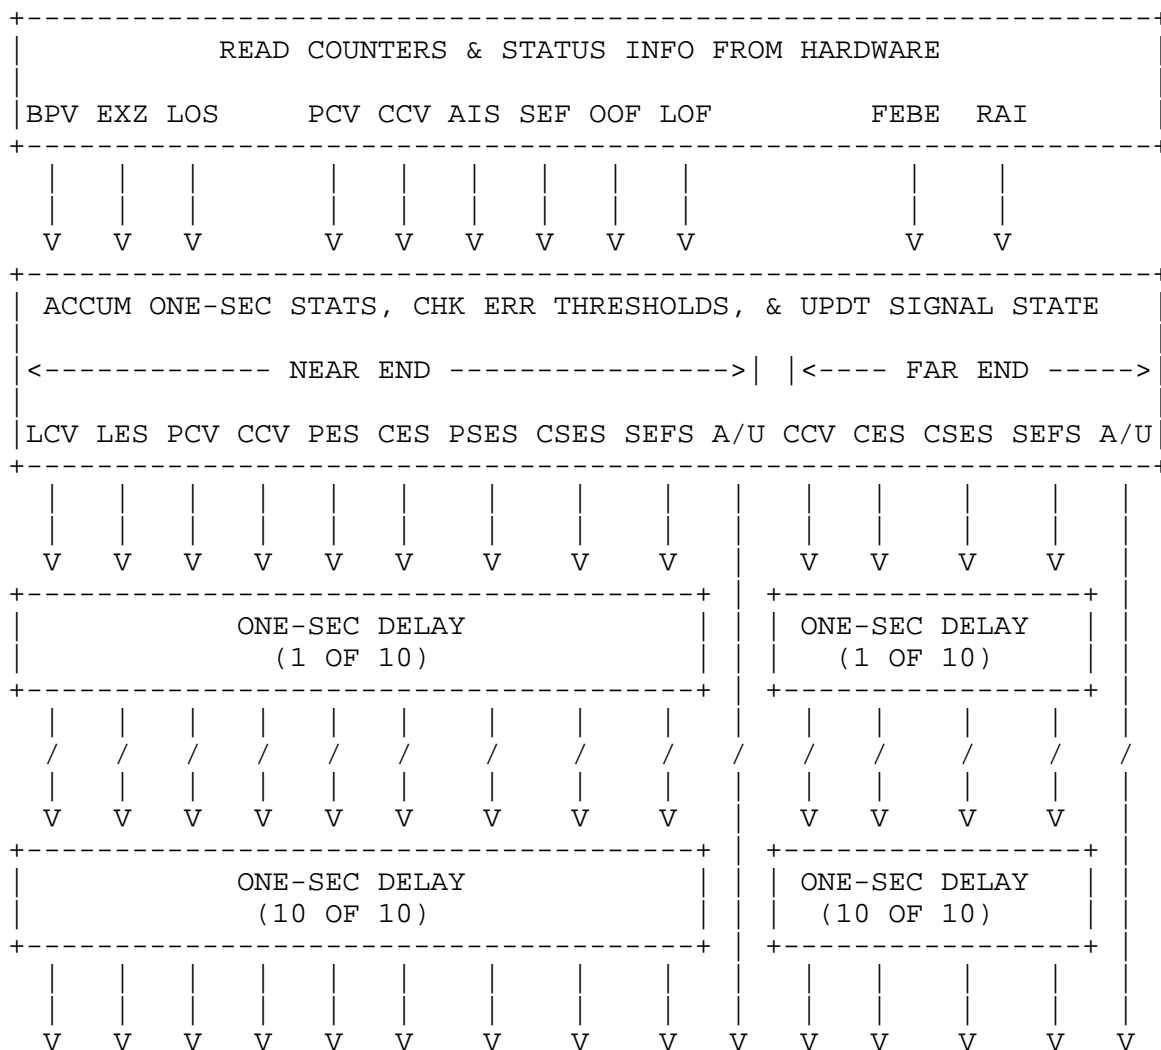 READ COUNTERS & STATUS INFO FROM HARDWARE
BPV EXZ LOS PCV CCV AIS SEF OOF LOF FEBE RAI
V V V V V V V V V V V
ACCUM ONE-SEC STATS, CHK ERR THRESHOLDS, & UPDT SIGNAL STATE
|<------------- NEAR END ---------------->| |<---- FAR END ----->|
LCV LES PCV CCV PES CES PSES CSES SEFS A/U CCV CES CSES SEFS A/U
V V V V V V V V V V V V V
ONE-SEC DELAY ONE-SEC DELAY
(1 OF 10) (1 OF 10)
/ / / / / / / / / / / / / / /
V V V V V V V V V V V V V
ONE-SEC DELAY ONE-SEC DELAY
(10 OF 10) (10 OF 10)
V V V V V V V V V V V V V V V